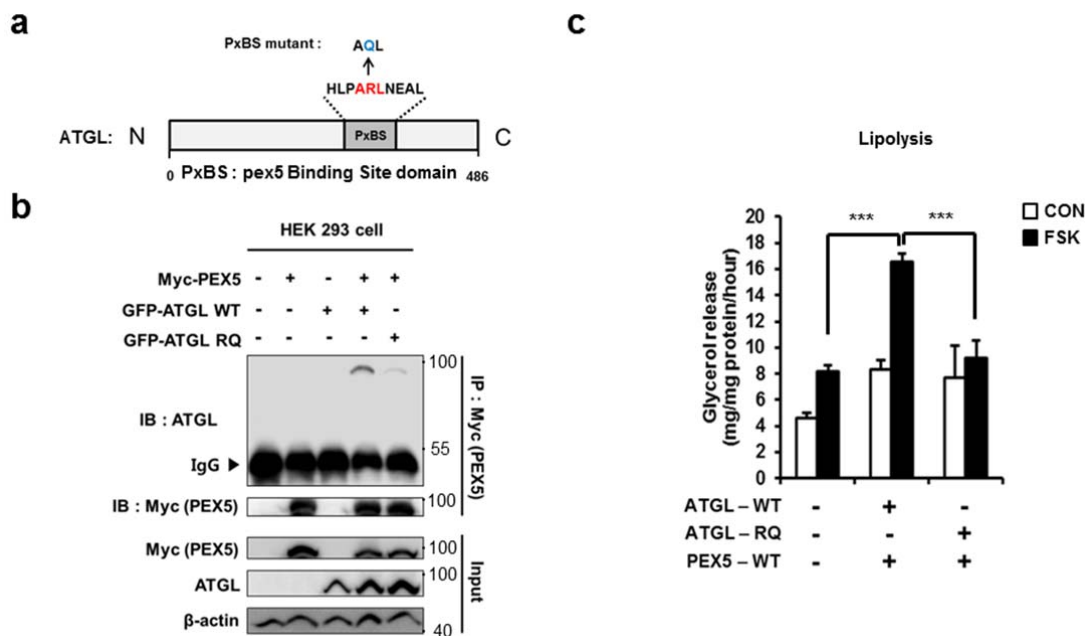 a
PxBS mutant : AQL
HLPARLNEAL
ATGL: N PxBS C
0 PxBS : pex5 Binding Site domain 486
b
HEK 293 cell
Myc-PEX5 - + - + +
GFP-ATGL WT - - + + -
GFP-ATGL RQ - - - - +
100
IB : ATGL
55
IgG
IP : Myc (PEX5)
IB : Myc (PEX5) 100
Myc (PEX5) 100
ATGL 100
β-actin 40
Input
c
Lipolysis
CON
FSK
*** ***
Glycerol release
(mg/mg protein/hour)
20
18
16
14
12
10
8
6
4
2
0
ATGL – WT - + -
ATGL – RQ - - +
PEX5 – WT - + +